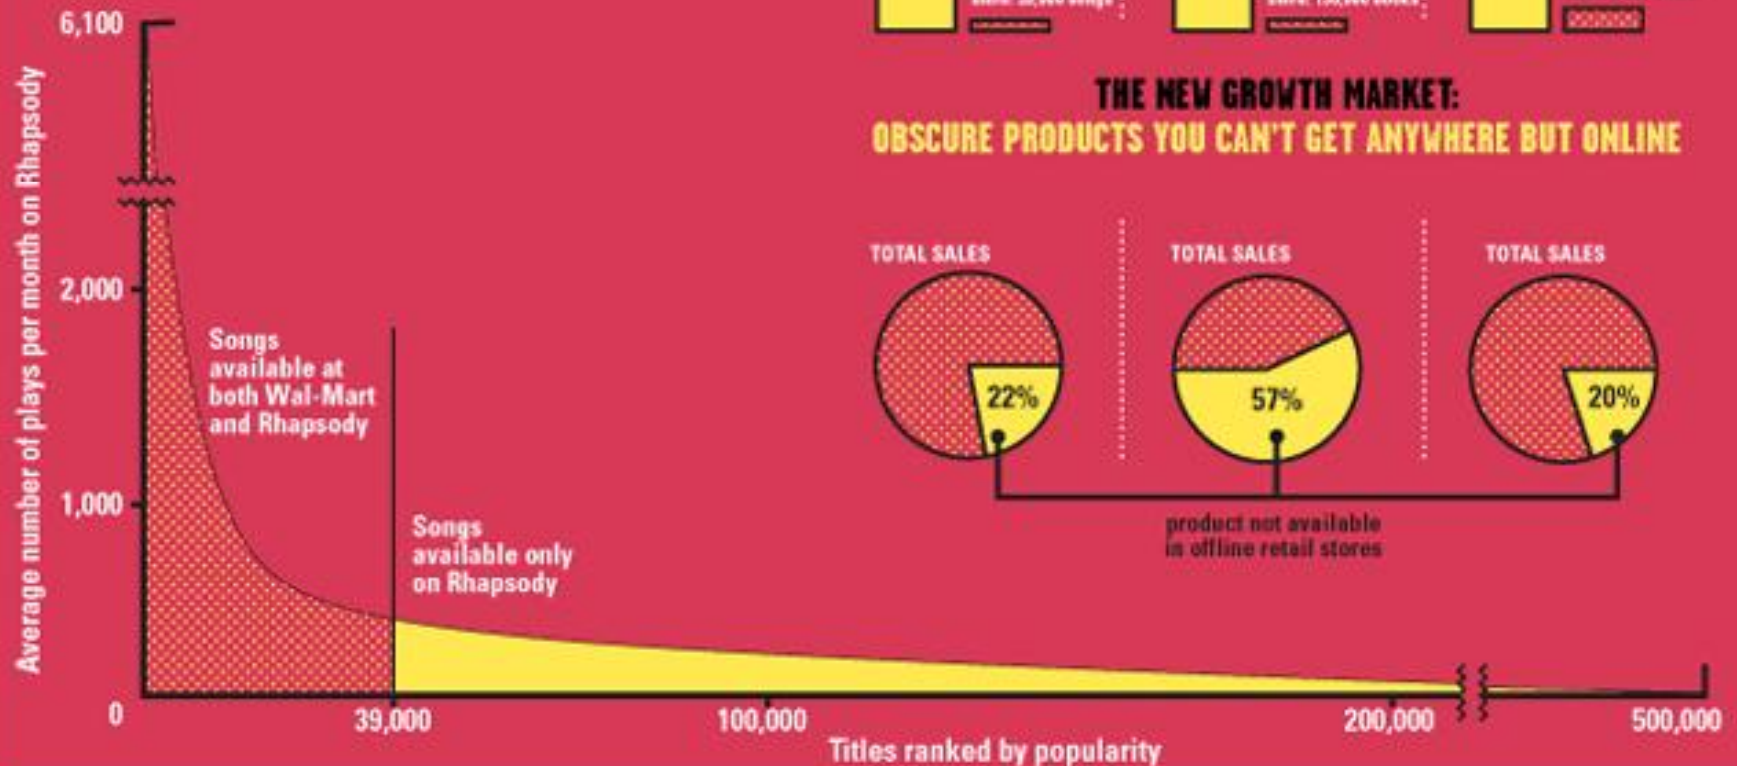 6,100
2,000
1,000
0
Average number of plays per month on Rhapsody
Songs
available at
both Wal-Mart
and Rhapsody
Songs
available only
on Rhapsody
39,000
100,000
200,000
500,000
Titles ranked by popularity
THE NEW GROWTH MARKET:
OBSCURE PRODUCTS YOU CAN'T GET ANYWHERE BUT ONLINE
TOTAL SALES
22%
TOTAL SALES
57%
TOTAL SALES
20%
product not available
in offline retail stores